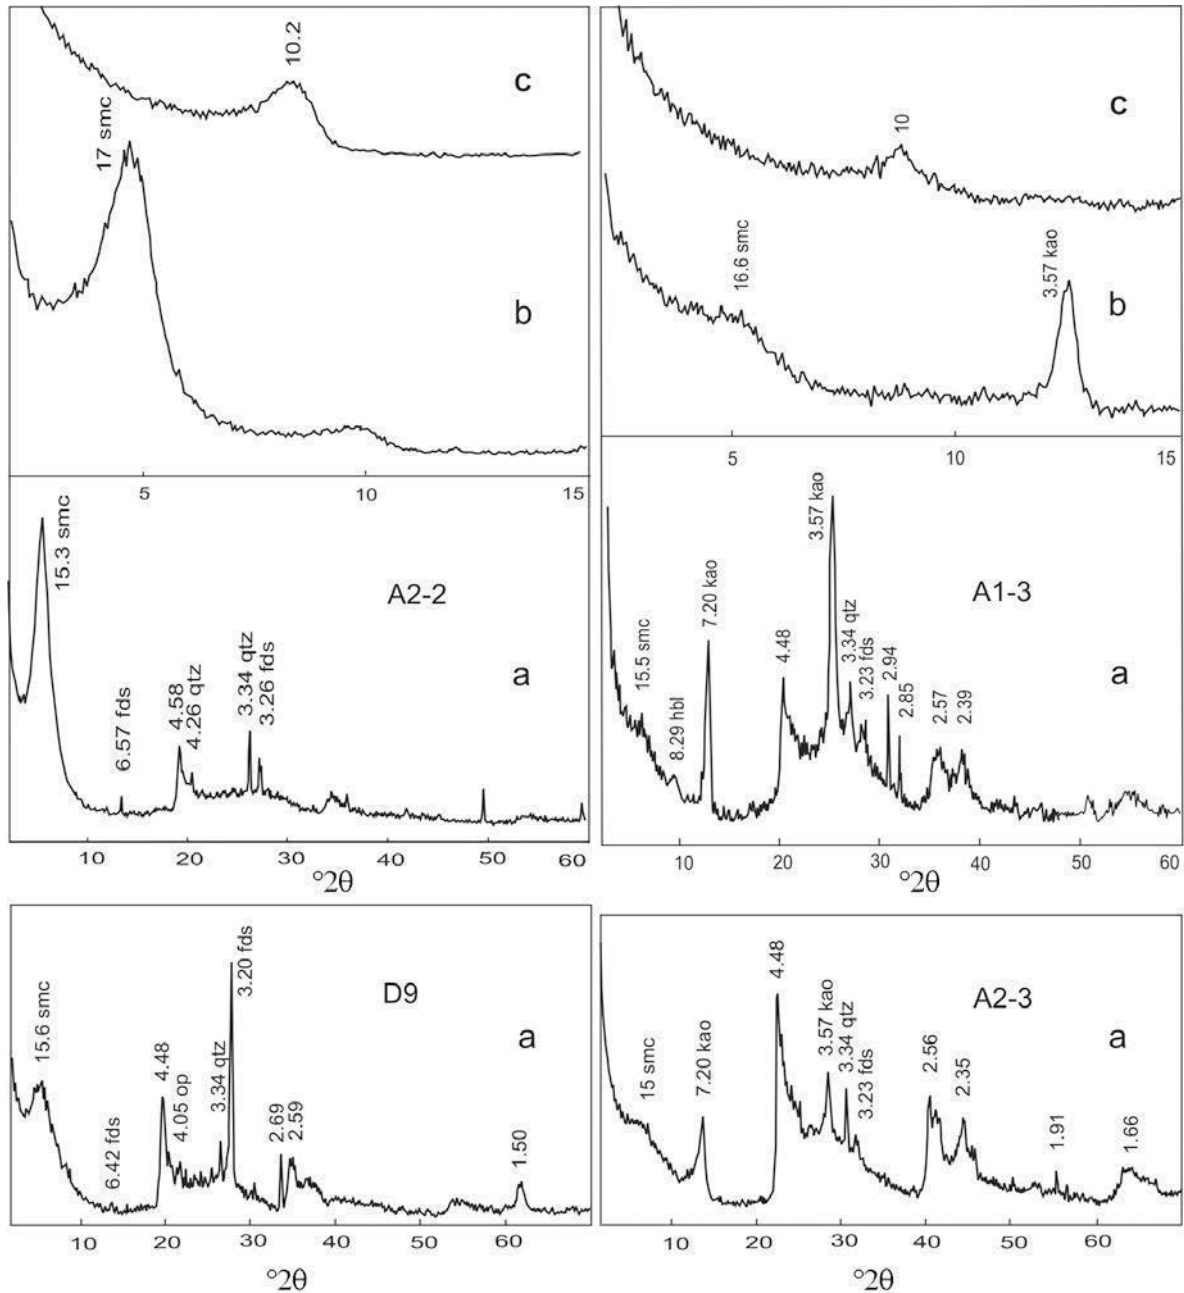 10.2
c
17 smc
b
5
10
15
15.3 smc
A2-2
6.57 fds
4.58
4.26 qtz
3.34 qtz
3.26 fds
a
10
20
30
40
50
60
°2θ
c
10
16.6 smc
3.57 kao
b
5
10
15
3.57 kao
A1-3
15.5 smc
8.29 hbl
7.20 kao
4.48
3.34 qtz
3.23 fds
2.94
2.85
2.57
2.39
a
10
20
30
40
50
60
°2θ
D9
15.6 smc
6.42 fds
4.48
4.05 op
3.34 qtz
3.20 fds
2.69
2.59
1.50
a
10
20
30
40
50
60
°2θ
A2-3
15 smc
7.20 kao
4.48
3.57 kao
3.34 qtz
3.23 fds
2.56
2.35
1.91
1.66
a
10
20
30
40
50
60
°2θ